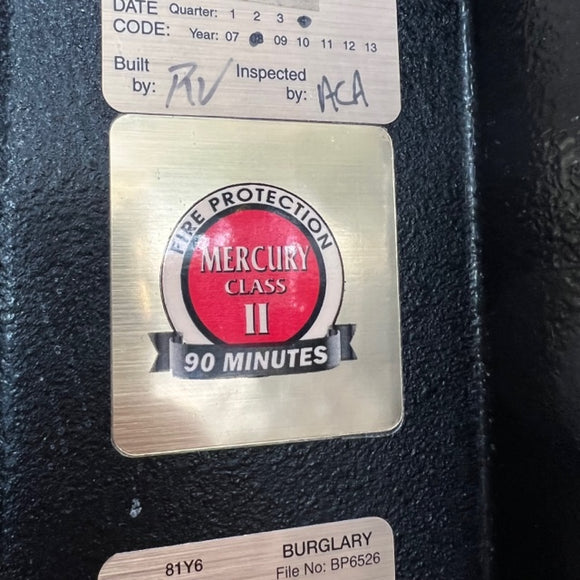 DATE Quarter: 1 2 3
CODE: Year: 07 09 10 11 12 13
Built by: RV Inspected by: ACA
FIRE PROTECTION
MERCURY
CLASS
II
90 MINUTES
81Y6 BURGLARY
File No: BP6526